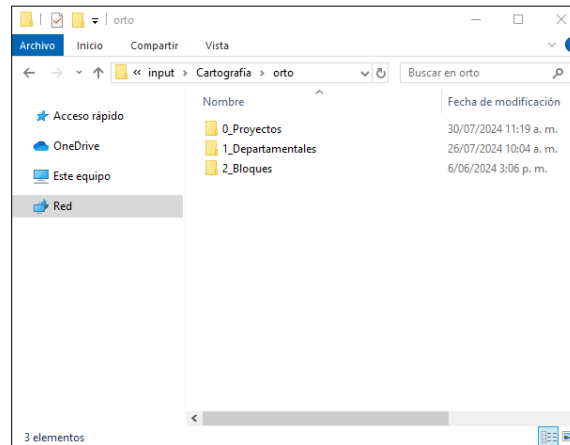 orto
Archivo Inicio Compartir Vista
« input > Cartografia > orto
Buscar en orto
Acceso rápido
OneDrive
Este equipo
Red
Nombre Fecha de modificación
0_Proyectos 30/07/2024 11:19 a. m.
1_Departamentales 26/07/2024 10:04 a. m.
2_Bloques 6/06/2024 3:06 p. m.
3 elementos